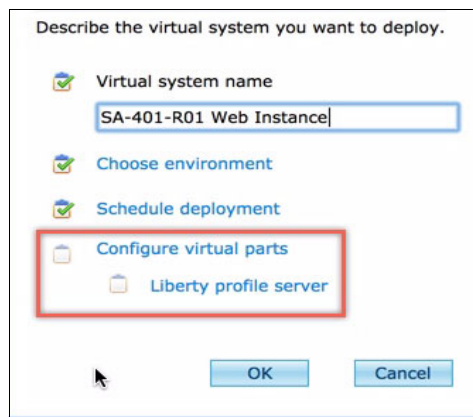 Describe the virtual system you want to deploy.
Virtual system name
SA-401-R01 Web Instance
Choose environment
Schedule deployment
Configure virtual parts
Liberty profile server
OK
Cancel